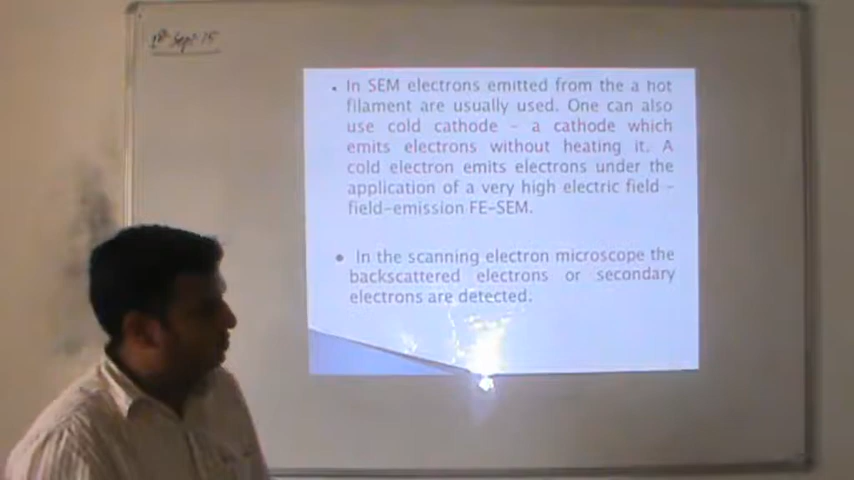 1st Sept 15
• In SEM electrons emitted from the a hot
filament are usually used. One can also
use cold cathode – a cathode which
emits electrons without heating it. A
cold electron emits electrons under the
application of a very high electric field –
field-emission FE-SEM.
• In the scanning electron microscope the
backscattered electrons or secondary
electrons are detected.